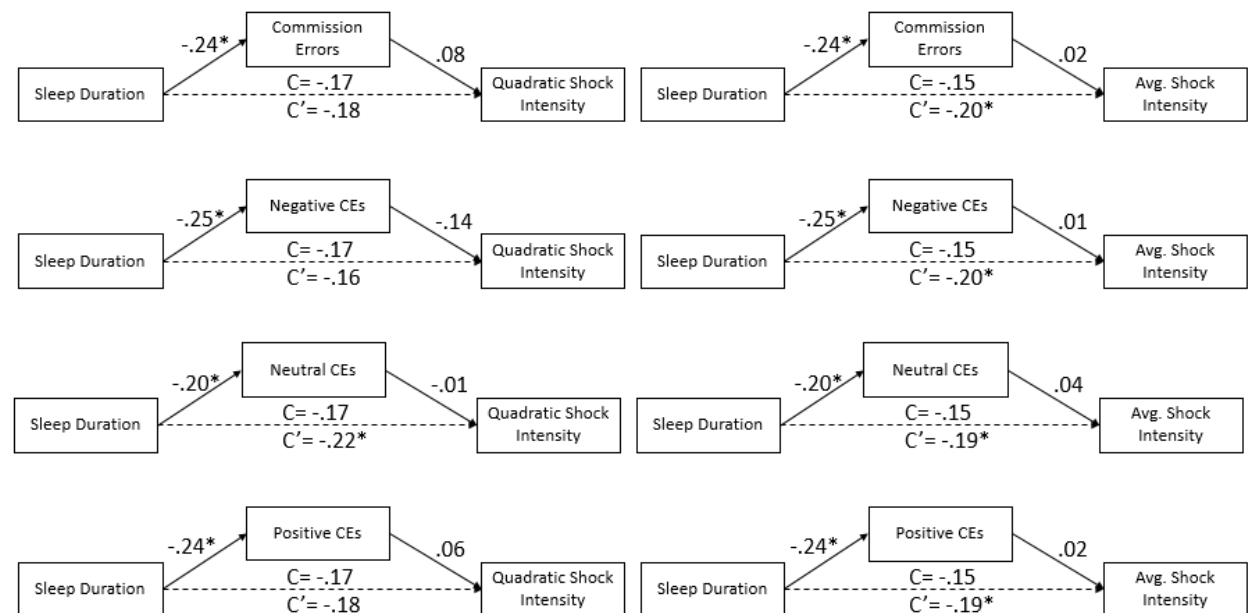 Commission
Errors
-.24*
.08
Sleep Duration
C= -.17
C’= -.18
Quadratic Shock
Intensity
Commission
Errors
-.24*
.02
Sleep Duration
C= -.15
C’= -.20*
Avg. Shock
Intensity
Negative CEs
-.25*
-.14
Sleep Duration
C= -.17
C’= -.16
Quadratic Shock
Intensity
Negative CEs
-.25*
.01
Sleep Duration
C= -.15
C’= -.20*
Avg. Shock
Intensity
Neutral CEs
-.20*
-.01
Sleep Duration
C= -.17
C’= -.22*
Quadratic Shock
Intensity
Neutral CEs
-.20*
.04
Sleep Duration
C= -.15
C’= -.19*
Avg. Shock
Intensity
Positive CEs
-.24*
.06
Sleep Duration
C= -.17
C’= -.18
Quadratic Shock
Intensity
Positive CEs
-.24*
.02
Sleep Duration
C= -.15
C’= -.19*
Avg. Shock
Intensity